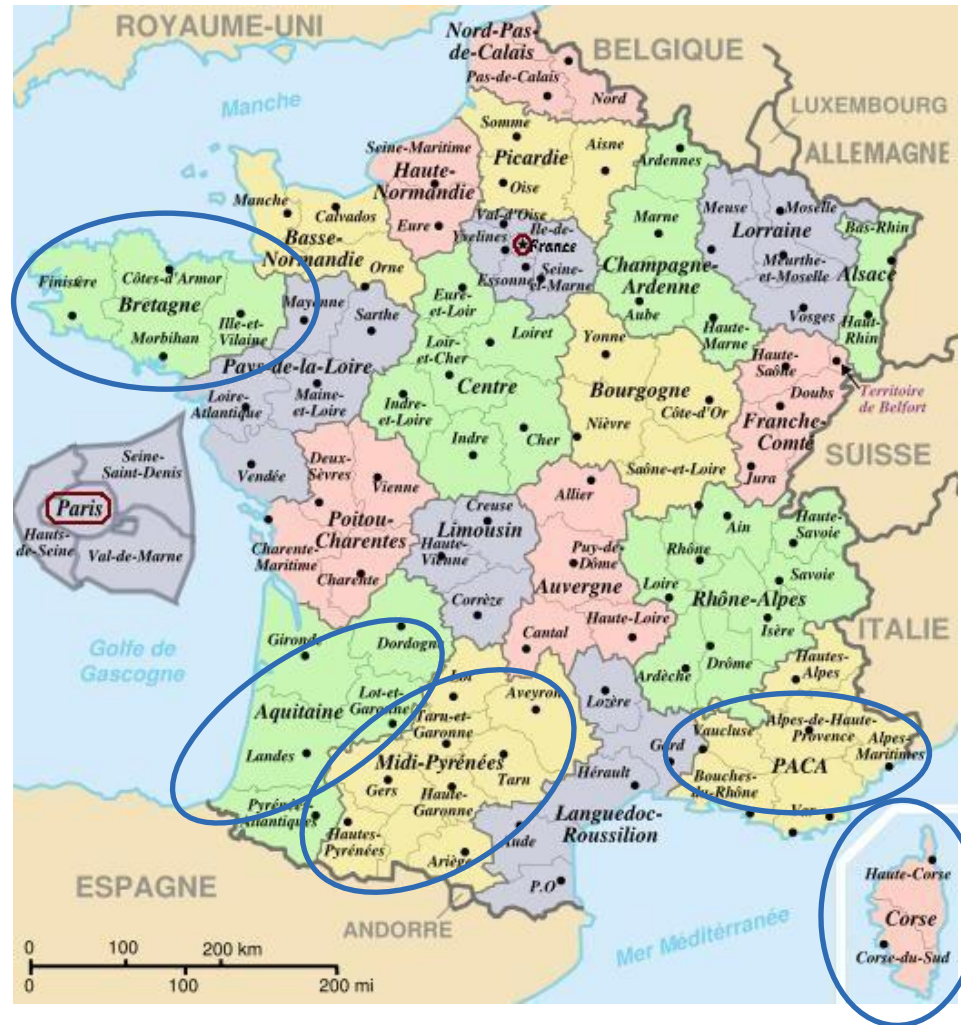 ROYAUME-UNI
Nord-Pas-
de-Calais
BELGIQUE
Pas-de-Calais
Nord
Manche
LUXEMBOURG
ALLEMAGNE
Somme
Picardie
Aisne
Oise
Ardennes
Seine-Maritime
Haute-
Normandie
Eure
Manche
Calvados
Basse-
Normandie
Orne
Val-d'Oise
Yselines
Ile-de-
France
Essonne
Seine-
et-Marne
Marne
Champagne-
Ardenne
Aube
Haute-
Marne
Meuse
Moselle
Lorraine
Meurthe-
et-Moselle
Vosges
Bas-Rhin
Alsace
Haut-
Rhin
Finistère
Côtes-d'Armor
Bretagne
Morbihan
Ille-et-
Vilaine
Mayenne
Sarthe
Pays-de-la-Loire
Loire-
Atlantique
Maine-
et-Loire
Vendée
Eure-
et-Loir
Loiret
Loir-
et-Cher
Centre
Indre-
et-Loire
Indre
Cher
Yonne
Bourgogne
Côte-d'Or
Nièvre
Saône-et-Loire
Haute-
Saône
Doubs
Franche-
Comté
Jura
Territoire
de Belfort
SUISSE
Seine-
Saint-Denis
Paris
Hauts-
de-Seine
Val-de-Marne
Deux-
Sèvres
Vienne
Poitou-
Charentes
Charente-
Maritime
Charente
Creuse
Limousin
Haute-
Vienne
Corrèze
Allier
Puy-de-
Dôme
Auvergne
Cantal
Haute-Loire
Ain
Haute-
Savoie
Rhône
Loire
Savoie
Rhône-Alpes
Isère
Drôme
Ardèche
ITALIE
Golfe de
Gascogne
Gironde
Dordogne
Lot-et-
Garonne
Aquitaine
Landes
Pyrénées-
Atlantiques
Lot
Aveyron
Tarn-et-
Garonne
Midi-Pyrénées
Tarn
Gers
Haute-
Garonne
Hautes-
Pyrénées
Ariège
Lozère
Gard
Hérault
Languedoc-
Roussilion
Aude
P.O
Hautes-
Alpes
Vaucluse
Alpes-de-Haute-
Provence
Alpes-
Maritimes
PACA
Bouches-
du-Rhône
Var
Haute-Corse
Corse
Corse-du-Sud
ESPAGNE
ANDORRE
Mer Méditérranée
0 100 200 km
0 100 200 mi